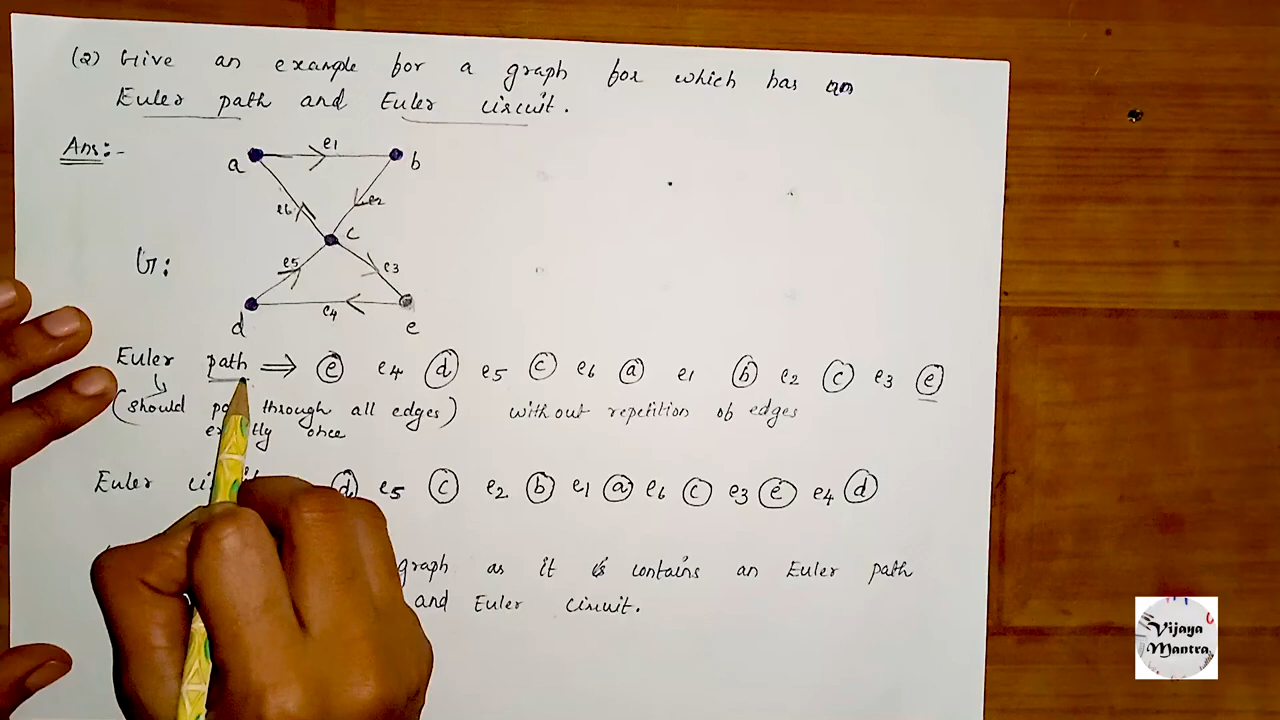 (2) Give an example for a graph for which has an
Euler path and Euler circuit.
Ans:-
e1
a b
e6 e2
c
G:
e5 e3
e4
d e
Euler path ⇒ e e4 d e5 c e6 a e1 b e2 c e3 e
(should through all edges) without repetition of edges
once
Euler d e5 c e2 b e1 a e6 c e3 e e4 d
graph as it is contains an Euler path
and Euler circuit.
Vijaya
Mantra